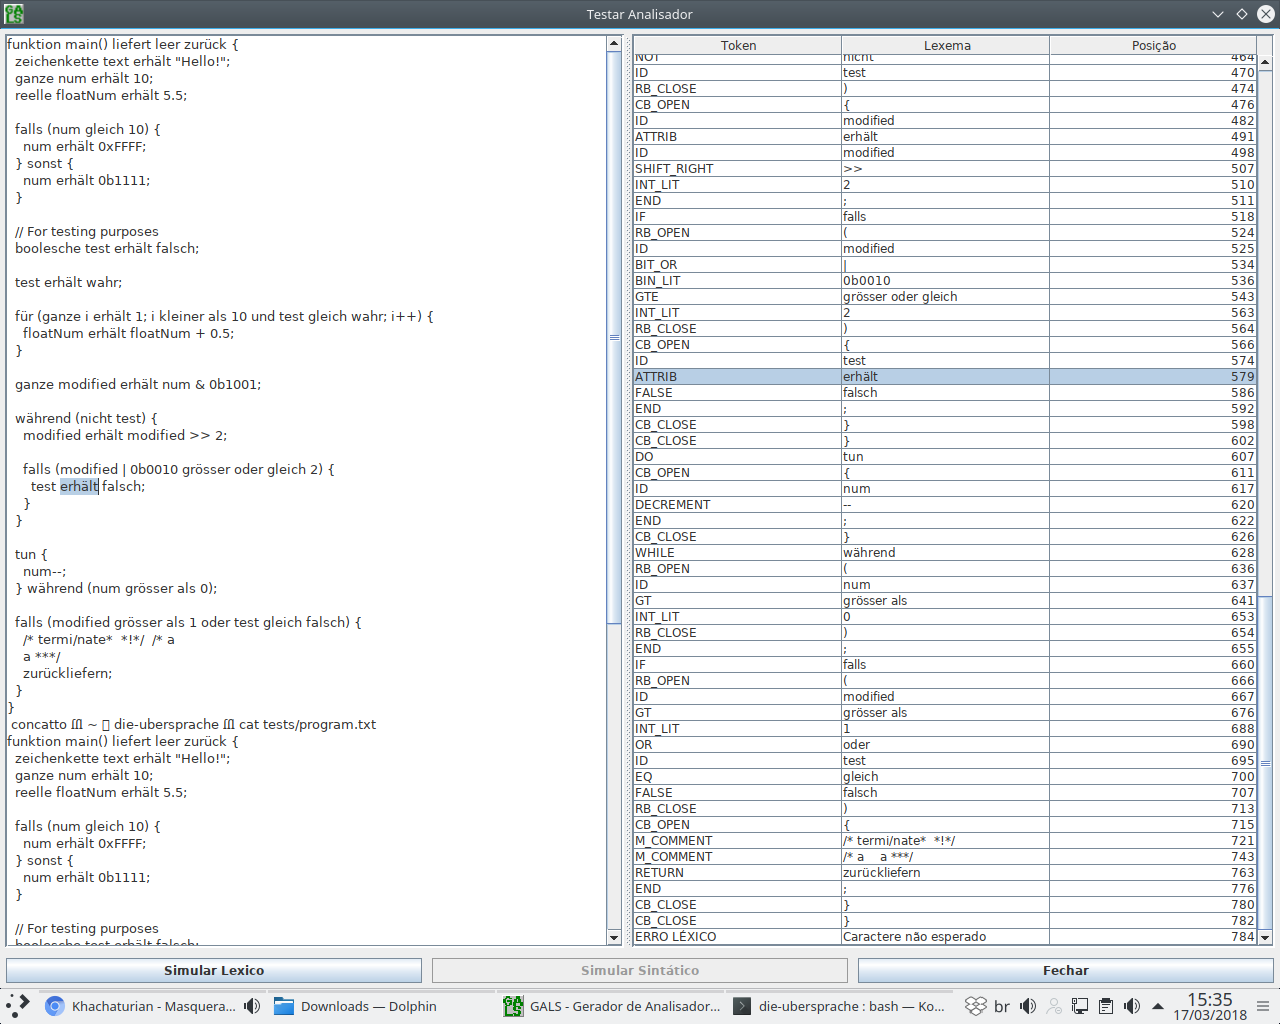 Testar Analisador
funktion main() liefert leer zurück {
zeichenkette text erhält "Hello!";
ganze num erhält 10;
reelle floatNum erhält 5.5;
falls (num gleich 10) {
num erhält 0xFFFF;
} sonst {
num erhält 0b1111;
}
// For testing purposes
boolesche test erhält falsch;
test erhält wahr;
für (ganze i erhält 1; i kleiner als 10 und test gleich wahr; i++) {
floatNum erhält floatNum + 0.5;
}
ganze modified erhält num & 0b1001;
während (nicht test) {
modified erhält modified >> 2;
falls (modified | 0b0010 grösser oder gleich 2) {
test erhält falsch;
}
}
tun {
num--;
} während (num grösser als 0);
falls (modified grösser als 1 oder test gleich falsch) {
/* termi/nate*  *!*/  /* a
a ***/
zurückliefern;
}
}
concatto ~ die-ubersprache cat tests/program.txt
funktion main() liefert leer zurück {
zeichenkette text erhält "Hello!";
ganze num erhält 10;
reelle floatNum erhält 5.5;
falls (num gleich 10) {
num erhält 0xFFFF;
} sonst {
num erhält 0b1111;
}
// For testing purposes
boolesche test erhält falsch;
Token Lexema Posição
NOT nicht 464
ID test 470
RB_CLOSE ) 474
CB_OPEN { 476
ID modified 482
ATTRIB erhält 491
ID modified 498
SHIFT_RIGHT >> 507
INT_LIT 2 510
END ; 511
IF falls 518
RB_OPEN ( 524
ID modified 525
BIT_OR | 534
BIN_LIT 0b0010 536
GTE grösser oder gleich 543
INT_LIT 2 563
RB_CLOSE ) 564
CB_OPEN { 566
ID test 574
ATTRIB erhält 579
FALSE falsch 586
END ; 592
CB_CLOSE } 598
CB_CLOSE } 602
DO tun 607
CB_OPEN { 611
ID num 617
DECREMENT -- 620
END ; 622
CB_CLOSE } 626
WHILE während 628
RB_OPEN ( 636
ID num 637
GT grösser als 641
INT_LIT 0 653
RB_CLOSE ) 654
END ; 655
IF falls 660
RB_OPEN ( 666
ID modified 667
GT grösser als 676
INT_LIT 1 688
OR oder 690
ID test 695
EQ gleich 700
FALSE falsch 707
RB_CLOSE ) 713
CB_OPEN { 715
M_COMMENT /* termi/nate*  *!*/ 721
M_COMMENT /* a    a ***/ 743
RETURN zurückliefern 763
END ; 776
CB_CLOSE } 780
CB_CLOSE } 782
ERRO LÉXICO Caractere não esperado 784
Simular Lexico Simular Sintático Fechar
Khachaturian - Masquera... Downloads — Dolphin GALS - Gerador de Analisador... die-ubersprache : bash — Ko... br 15:35
17/03/2018